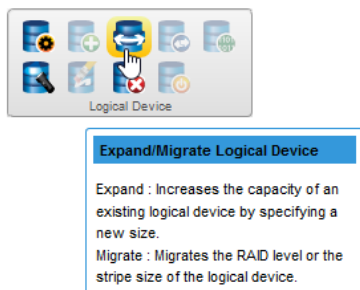 Logical Device
Expand/Migrate Logical Device
Expand : Increases the capacity of an
existing logical device by specifying a
new size.
Migrate : Migrates the RAID level or the
stripe size of the logical device.